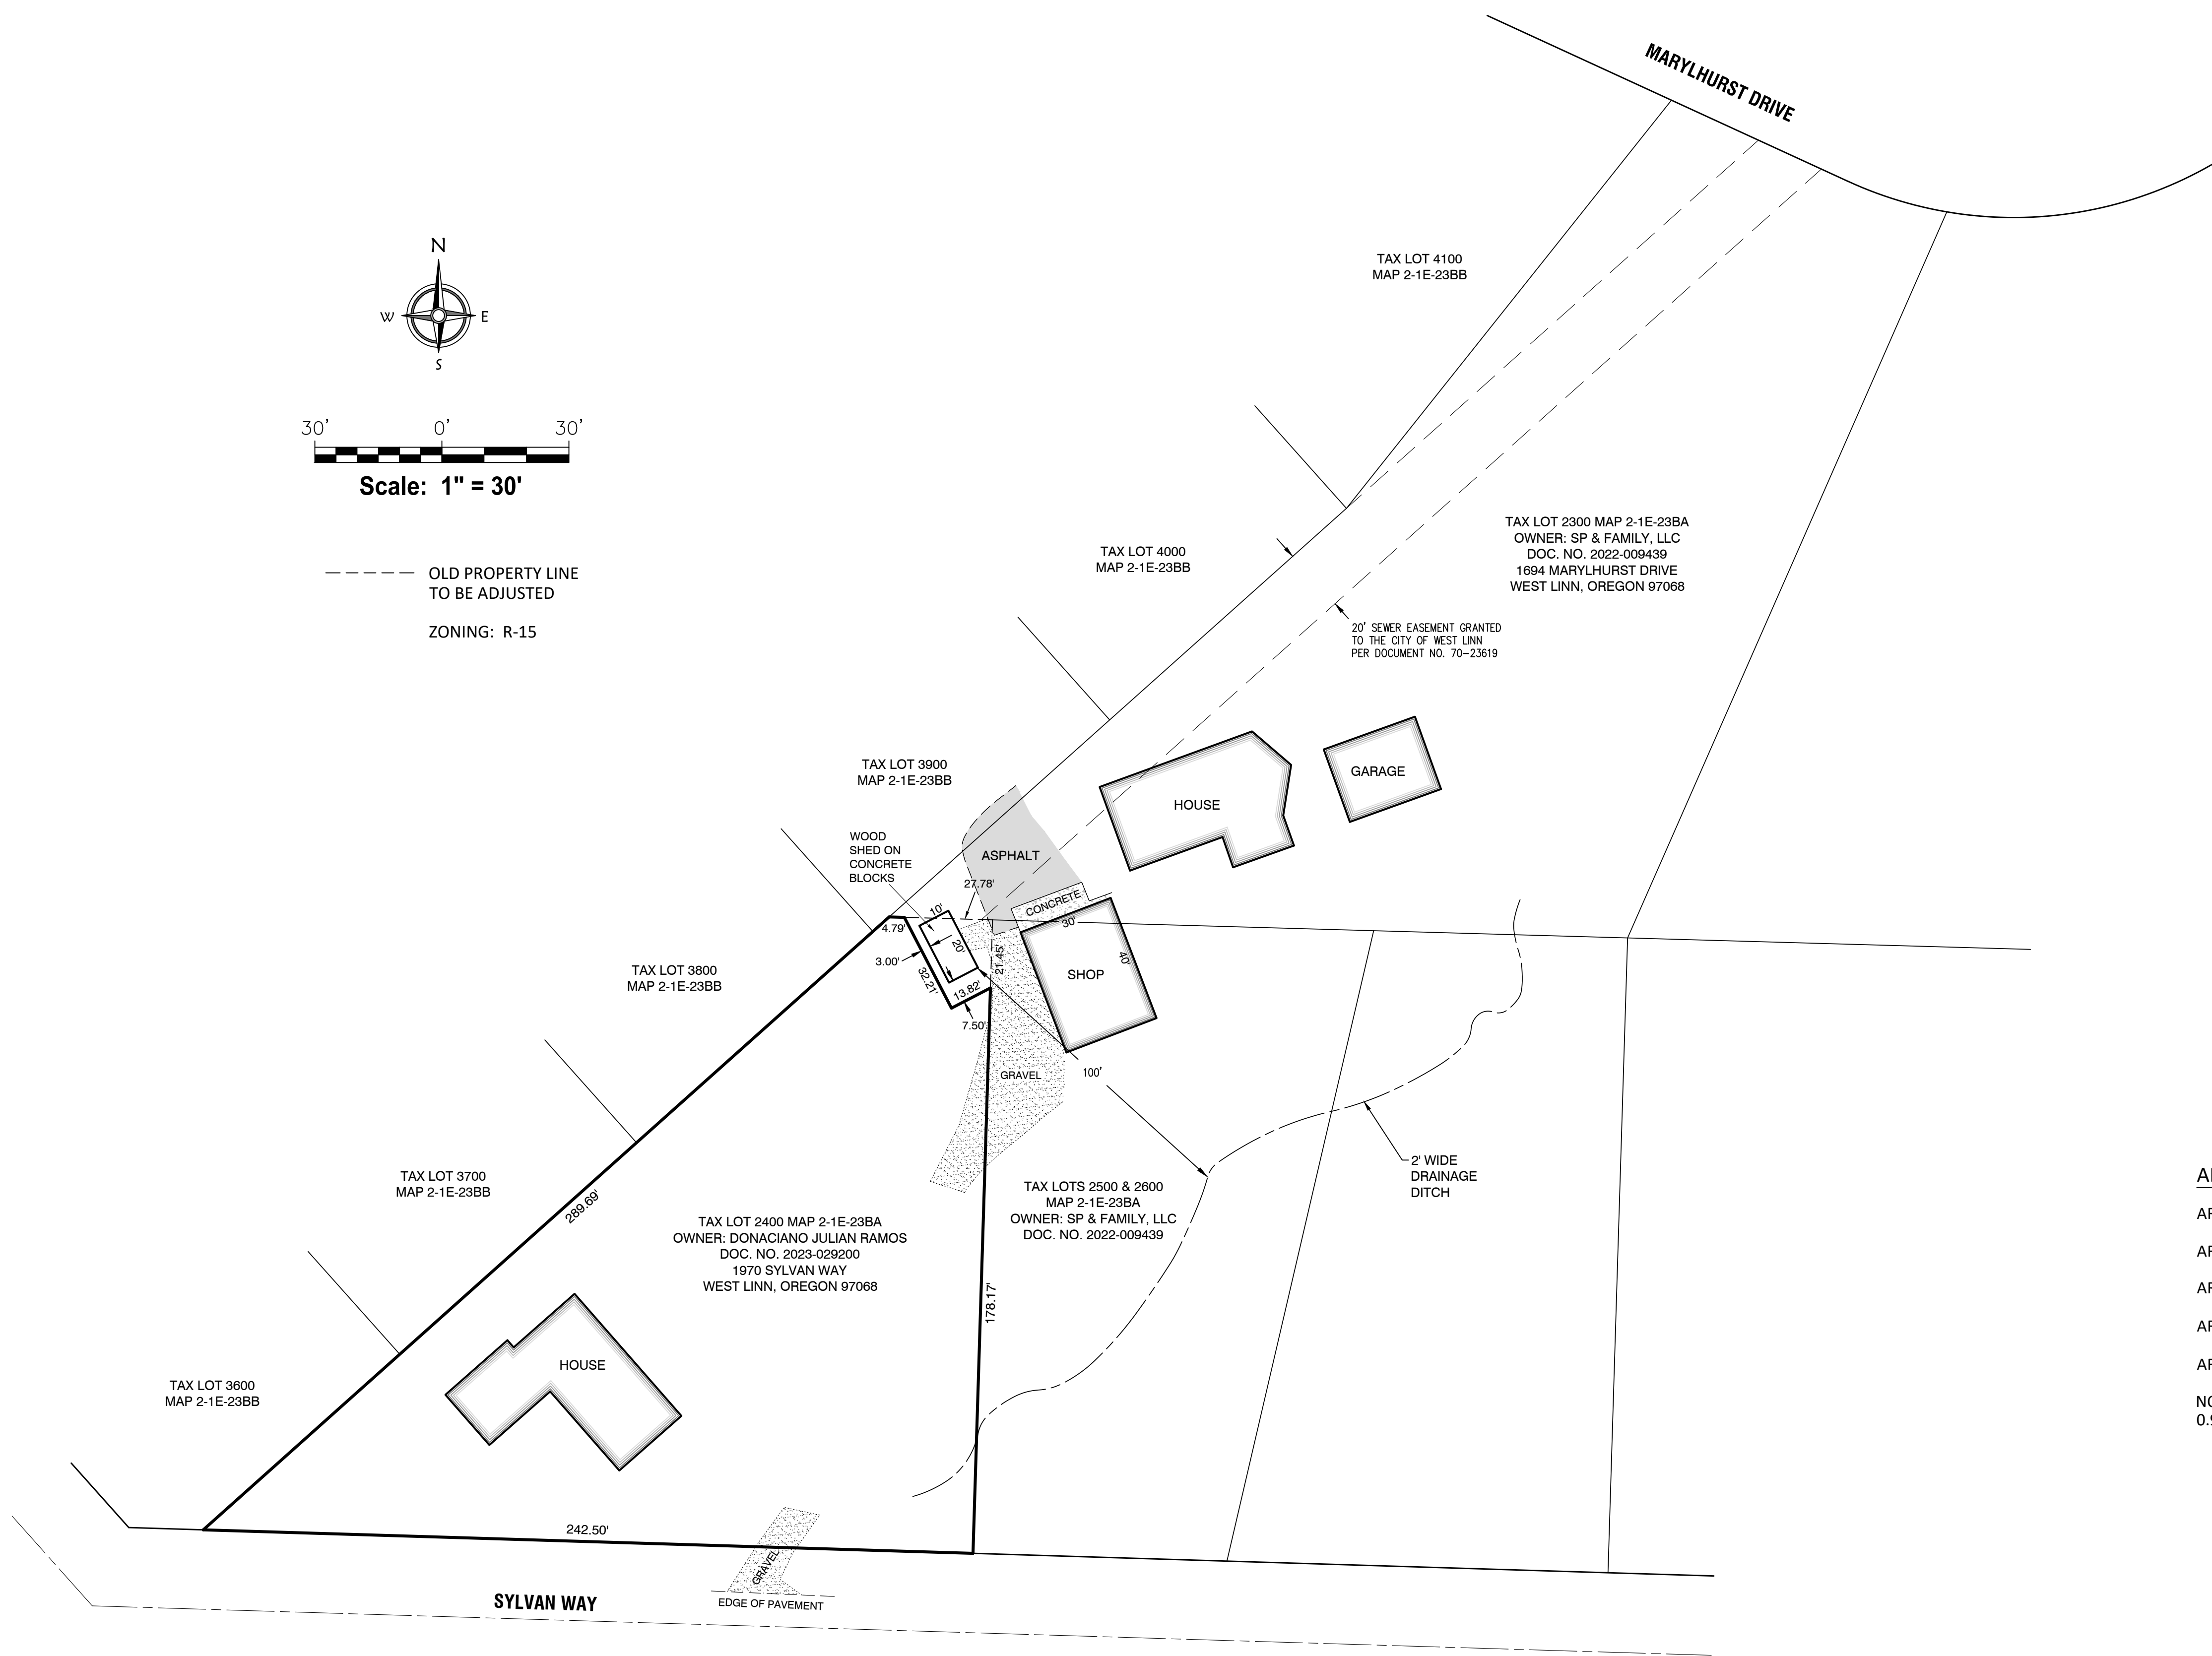 MARYLHURST DRIVE
N
W
E
S
30'
0'
30'
Scale: 1" = 30'
OLD PROPERTY LINE
TO BE ADJUSTED
ZONING: R-15
TAX LOT 4100
MAP 2-1E-23BB
TAX LOT 4000
MAP 2-1E-23BB
TAX LOT 2300 MAP 2-1E-23BA
OWNER: SP & FAMILY, LLC
DOC. NO. 2022-009439
1694 MARYLHURST DRIVE
WEST LINN, OREGON 97068
20' SEWER EASEMENT GRANTED
TO THE CITY OF WEST LINN
PER DOCUMENT NO. 70-23619
TAX LOT 3900
MAP 2-1E-23BB
HOUSE
GARAGE
WOOD
SHED ON
CONCRETE
BLOCKS
ASPHALT
27.78'
CONCRETE
10'
30'
4.79'
20'
21.45'
40'
3.00'
32.21'
13.82'
7.50'
SHOP
TAX LOT 3800
MAP 2-1E-23BB
GRAVEL
100'
2' WIDE
DRAINAGE
DITCH
TAX LOT 3700
MAP 2-1E-23BB
289.69'
TAX LOTS 2500 & 2600
MAP 2-1E-23BA
OWNER: SP & FAMILY, LLC
DOC. NO. 2022-009439
TAX LOT 2400 MAP 2-1E-23BA
OWNER: DONACIANO JULIAN RAMOS
DOC. NO. 2023-029200
1970 SYLVAN WAY
WEST LINN, OREGON 97068
178.17'
HOUSE
TAX LOT 3600
MAP 2-1E-23BB
242.50'
GRAVEL
EDGE OF PAVEMENT
SYLVAN WAY